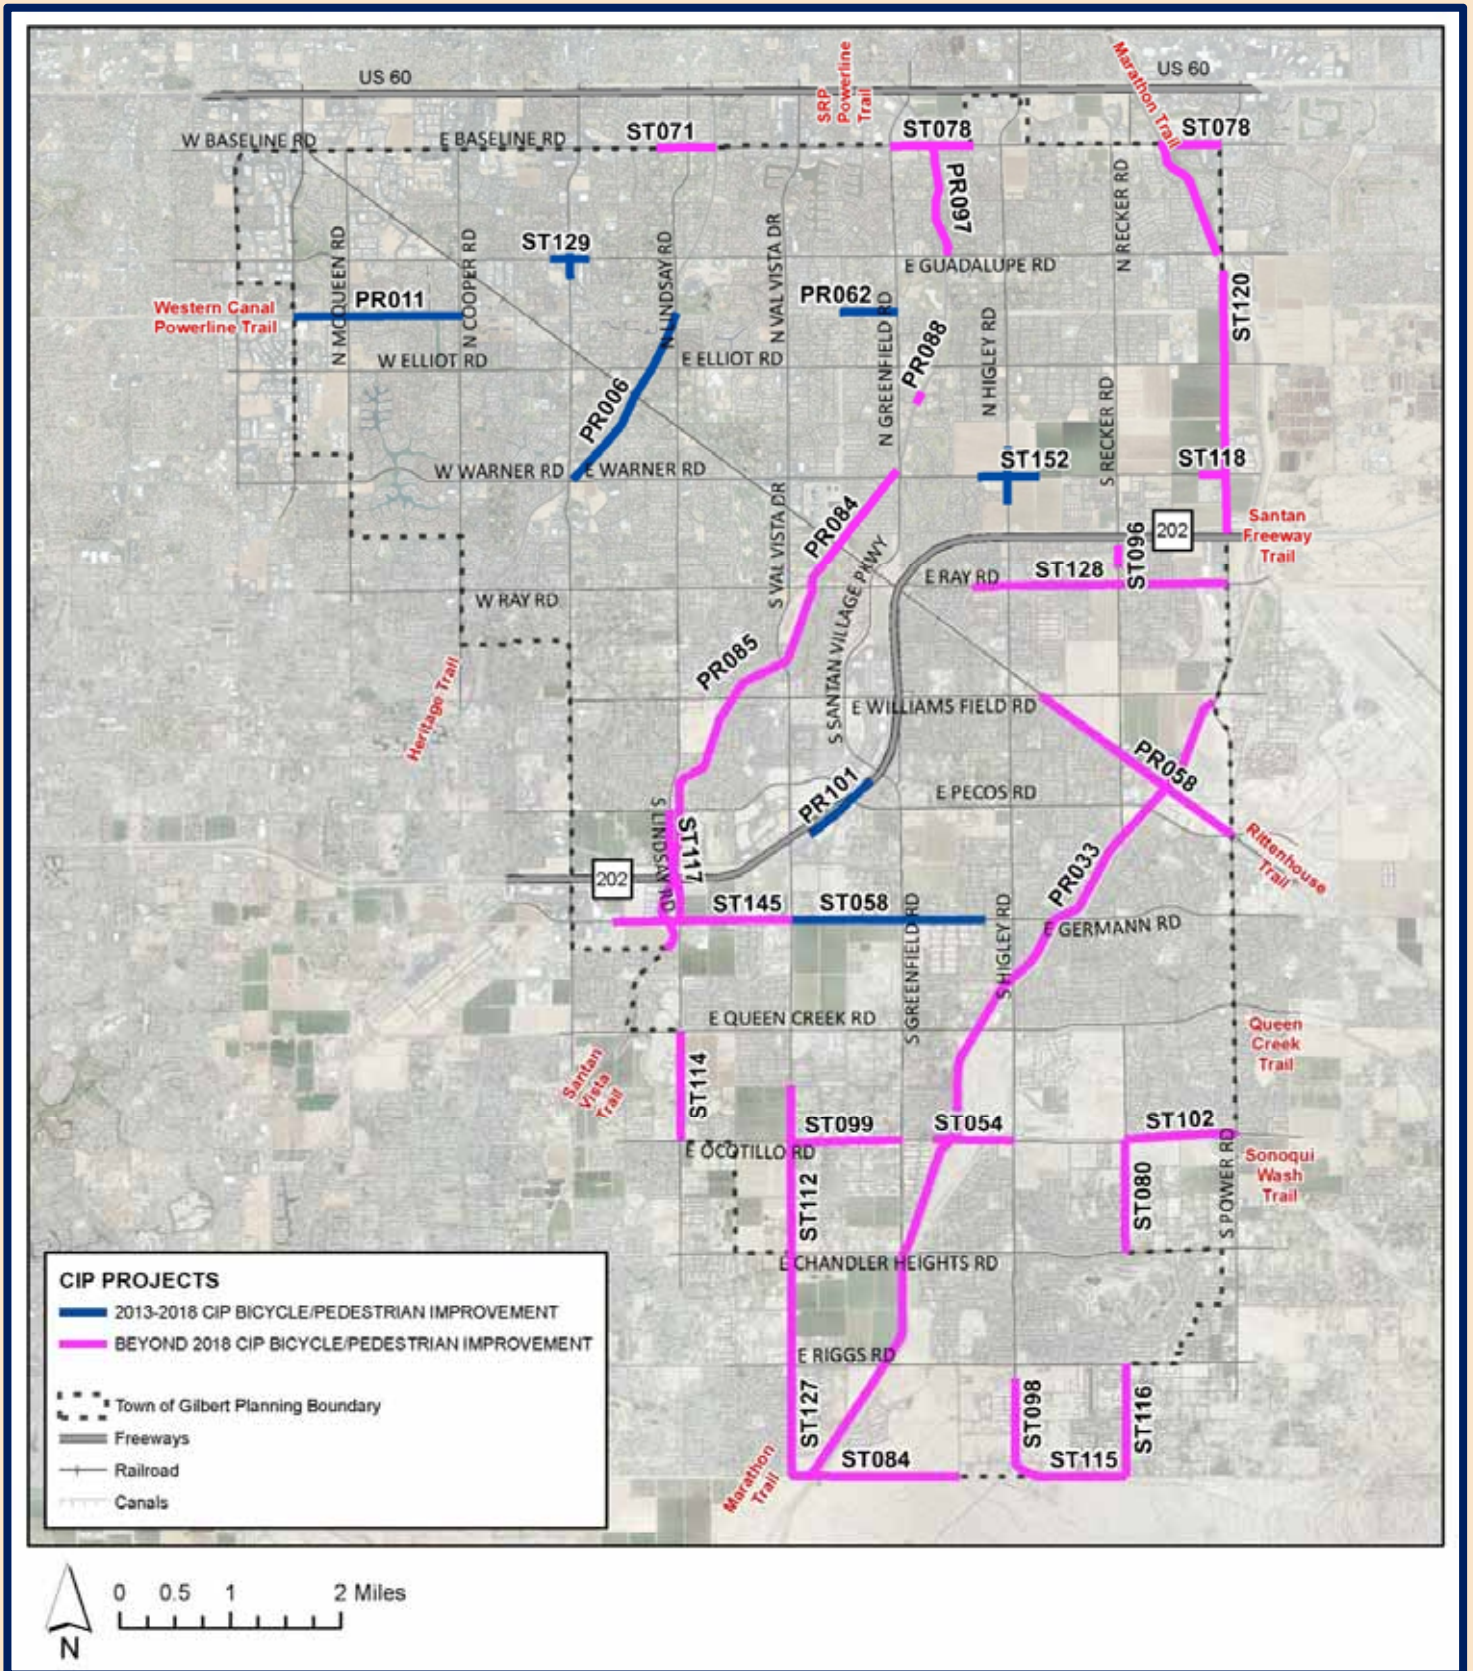 US 60
US 60
SRP
Powerline
Trail
Marathon Trail
W BASELINE RD
E BASELINE RD
ST071
ST078
ST078
PR097
N RECKER RD
N MCQUEEN RD
N COOPER RD
ST129
N LINDSAY RD
N VAL VISTA DR
E GUADALUPE RD
Western Canal
Powerline Trail
PR011
PR062
N GREENFIELD RD
PR088
N HIGLEY RD
ST120
W ELLIOT RD
E ELLIOT RD
PR006
S RECKER RD
W WARNER RD
E WARNER RD
ST152
ST118
S VAL VISTA DR
PR084
Santan
Freeway
Trail
202
ST096
S SANTAN VILLAGE PKWY
E RAY RD
ST128
W RAY RD
PR085
Heritage Trail
E WILLIAMS FIELD RD
PR058
PR101
E PECOS RD
S LINDSAY RD
ST117
Rittenhouse
Trail
PR033
202
ST145
ST058
S GREENFIELD RD
S HIGLEY RD
E GERMANN RD
E QUEEN CREEK RD
Queen
Creek
Trail
Santan
Vista
Trail
ST114
ST099
ST054
ST102
E OCOTILLO RD
ST112
ST080
S POWER RD
Sonoqui
Wash
Trail
E CHANDLER HEIGHTS RD
E RIGGS RD
ST127
ST098
ST116
ST084
ST115
Marathon
Trail
CIP PROJECTS
2013-2018 CIP BICYCLE/PEDESTRIAN IMPROVEMENT
BEYOND 2018 CIP BICYCLE/PEDESTRIAN IMPROVEMENT
Town of Gilbert Planning Boundary
Freeways
Railroad
Canals
0 0.5 1 2 Miles
N